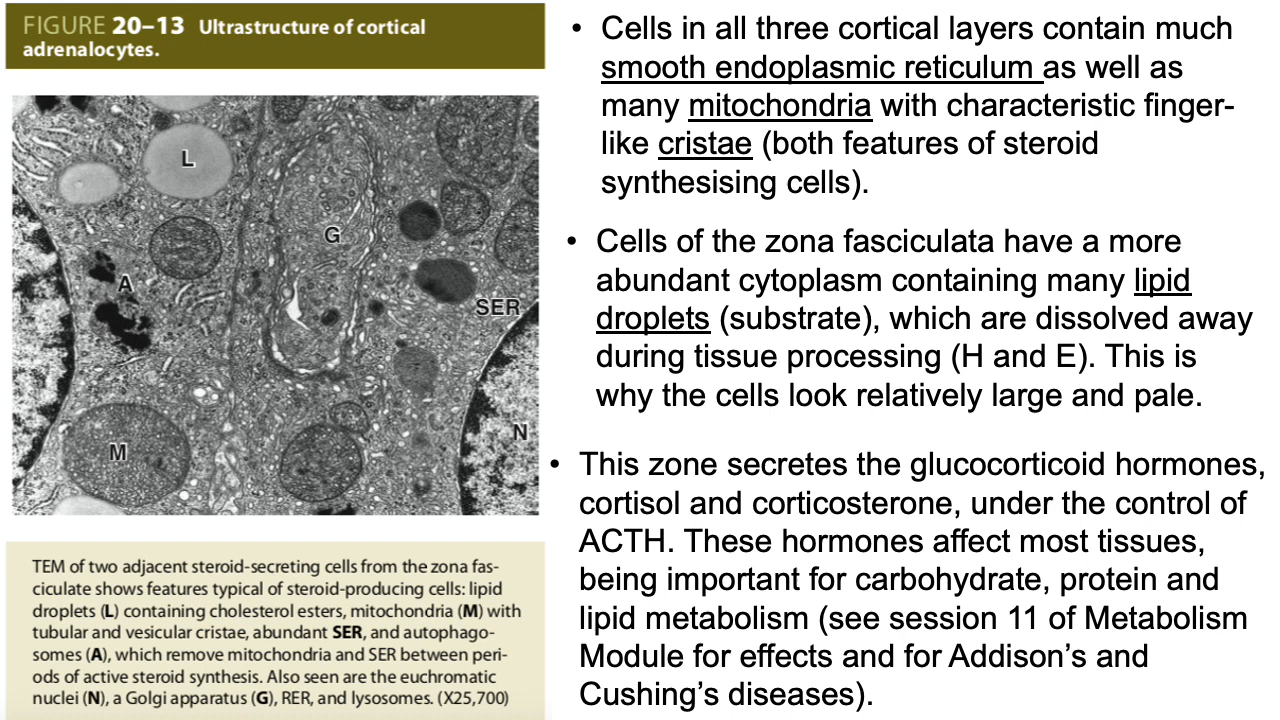 FIGURE 20–13 Ultrastructure of cortical
adrenalocytes.
L
G
A
SER
N
M
TEM of two adjacent steroid-secreting cells from the zona fas-
ciculate shows features typical of steroid-producing cells: lipid
droplets (L) containing cholesterol esters, mitochondria (M) with
tubular and vesicular cristae, abundant SER, and autophago-
somes (A), which remove mitochondria and SER between peri-
ods of active steroid synthesis. Also seen are the euchromatic
nuclei (N), a Golgi apparatus (G), RER, and lysosomes. (X25,700)
• Cells in all three cortical layers contain much
smooth endoplasmic reticulum as well as
many mitochondria with characteristic finger-
like cristae (both features of steroid
synthesising cells).
• Cells of the zona fasciculata have a more
abundant cytoplasm containing many lipid
droplets (substrate), which are dissolved away
during tissue processing (H and E). This is
why the cells look relatively large and pale.
• This zone secretes the glucocorticoid hormones,
cortisol and corticosterone, under the control of
ACTH. These hormones affect most tissues,
being important for carbohydrate, protein and
lipid metabolism (see session 11 of Metabolism
Module for effects and for Addison’s and
Cushing’s diseases).